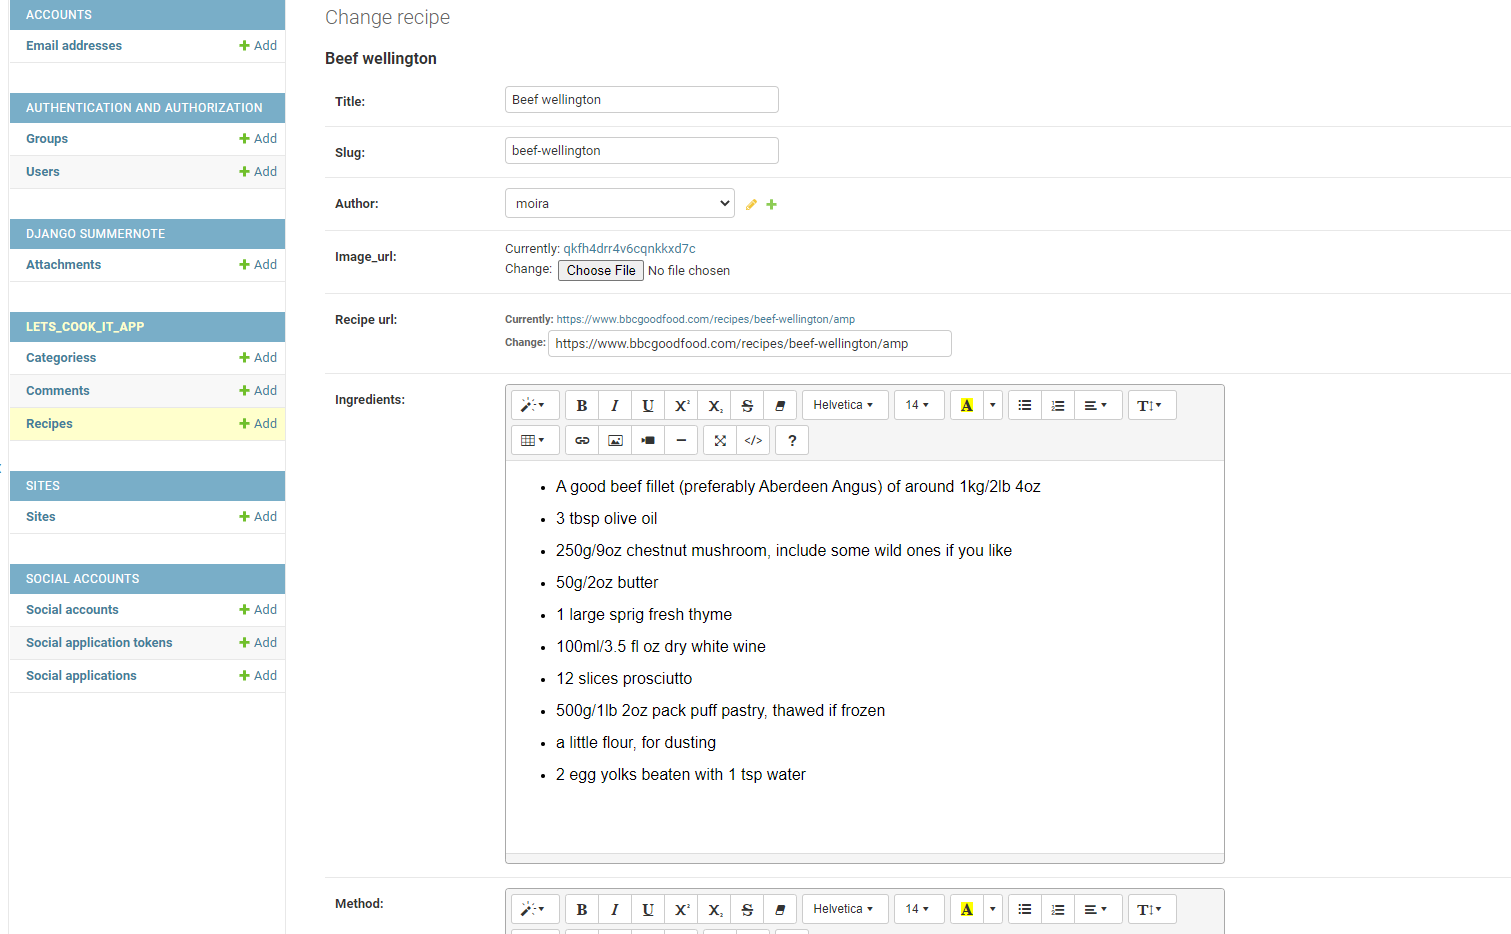 ACCOUNTS
Email addresses Add
AUTHENTICATION AND AUTHORIZATION
Groups Add
Users Add
DJANGO SUMMERNOTE
Attachments Add
LETS_COOK_IT_APP
Categoriess Add
Comments Add
Recipes Add
SITES
Sites Add
SOCIAL ACCOUNTS
Social accounts Add
Social application tokens Add
Social applications Add
Change recipe
Beef wellington
Title: Beef wellington
Slug: beef-wellington
Author: moira
Image_url: Currently: qkfh4drr4v6cqnkkxd7c
Change: Choose File No file chosen
Recipe url: Currently: https://www.bbcgoodfood.com/recipes/beef-wellington/amp
Change: https://www.bbcgoodfood.com/recipes/beef-wellington/amp
Ingredients:
B I U X² X₂ S Helvetica 14 A T
</> ?
• A good beef fillet (preferably Aberdeen Angus) of around 1kg/2lb 4oz
• 3 tbsp olive oil
• 250g/9oz chestnut mushroom, include some wild ones if you like
• 50g/2oz butter
• 1 large sprig fresh thyme
• 100ml/3.5 fl oz dry white wine
• 12 slices prosciutto
• 500g/1lb 2oz pack puff pastry, thawed if frozen
• a little flour, for dusting
• 2 egg yolks beaten with 1 tsp water
Method:
B I U X² X₂ S Helvetica 14 A T